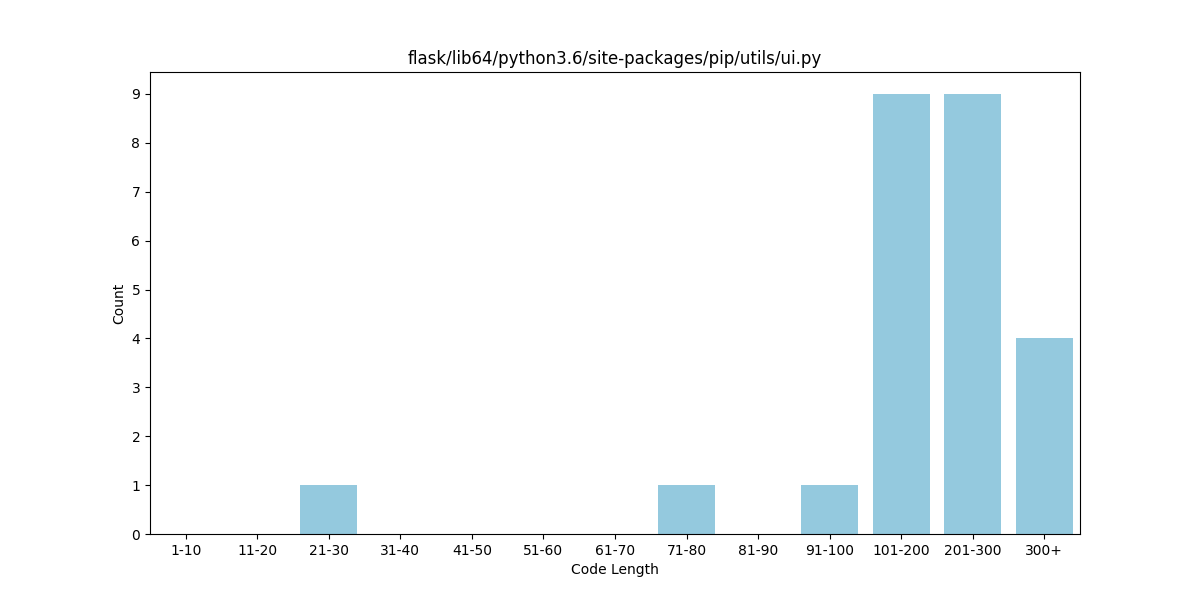 flask/lib64/python3.6/site-packages/pip/utils/ui.py
9
8
7
6
5
4
3
2
1
0
Count
1-10 11-20 21-30 31-40 41-50 51-60 61-70 71-80 81-90 91-100 101-200 201-300 300+
Code Length